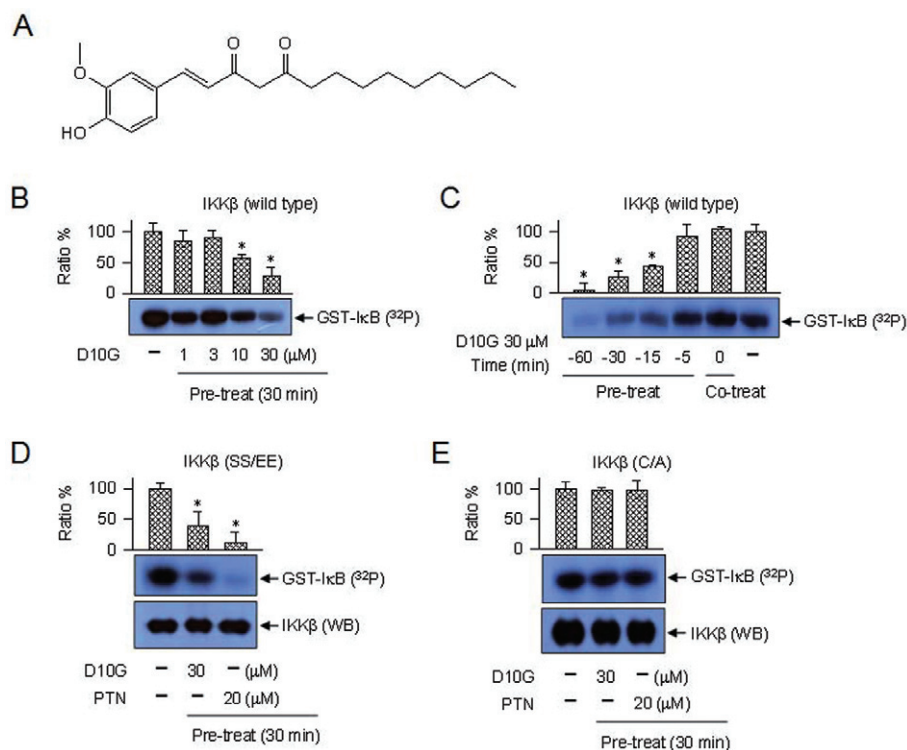 A
O
O
O
HO
B
IKKβ (wild type)
Ratio %
100
50
0
* *
GST-IκB (³²P)
D10G – 1 3 10 30 (μM)
Pre-treat (30 min)
C
IKKβ (wild type)
Ratio %
100
50
0
* * *
GST-IκB (³²P)
D10G 30 μM
Time (min) -60 -30 -15 -5 0 –
Pre-treat Co-treat
D
IKKβ (SS/EE)
Ratio %
100
50
0
* *
GST-IκB (³²P)
IKKβ (WB)
D10G – 30 – (μM)
PTN – – 20 (μM)
Pre-treat (30 min)
E
IKKβ (C/A)
Ratio %
100
50
0
GST-IκB (³²P)
IKKβ (WB)
D10G – 30 – (μM)
PTN – – 20 (μM)
Pre-treat (30 min)